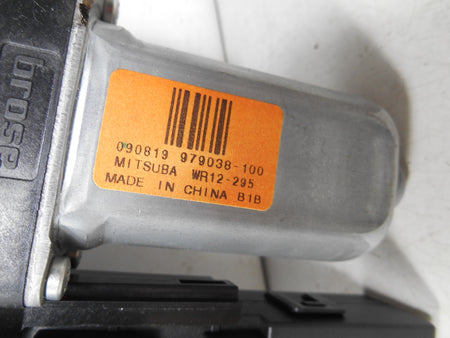 brose
090819 979038-100
MITSUBA WR12-295
MADE IN CHINA B1B